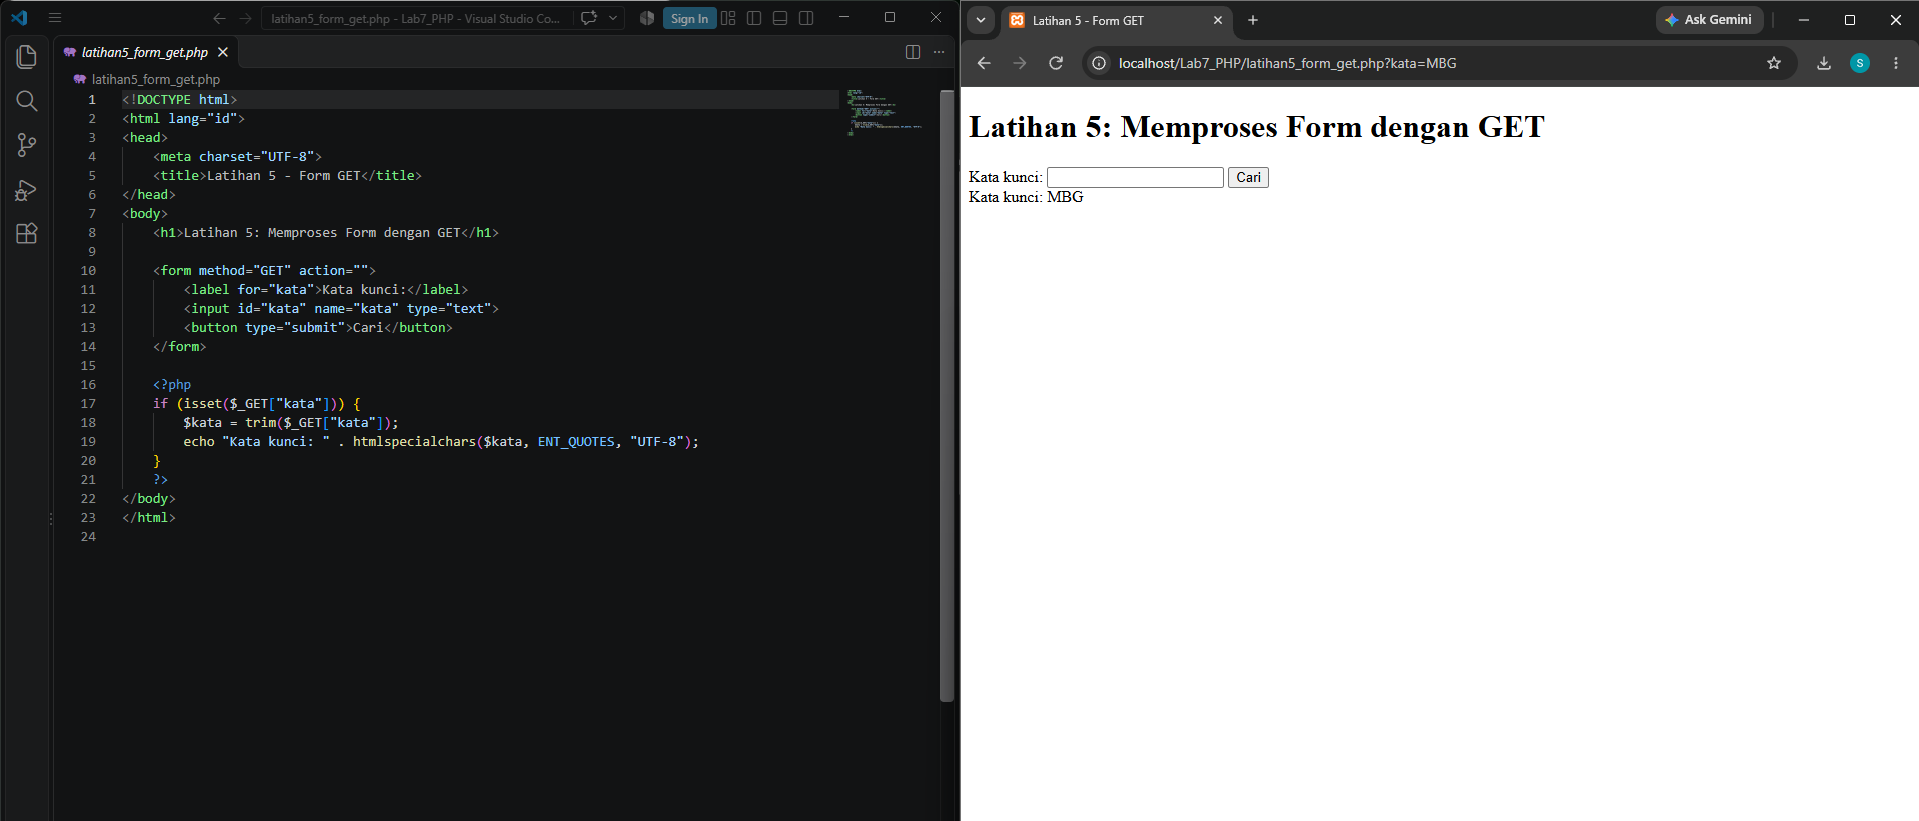 latihan5_form_get.php - Lab7_PHP - Visual Studio Co...
Sign In
latihan5_form_get.php
latihan5_form_get.php
1 <!DOCTYPE html>
2 <html lang="id">
3 <head>
4 <meta charset="UTF-8">
5 <title>Latihan 5 - Form GET</title>
6 </head>
7 <body>
8 <h1>Latihan 5: Memproses Form dengan GET</h1>
9
10 <form method="GET" action="">
11 <label for="kata">Kata kunci:</label>
12 <input id="kata" name="kata" type="text">
13 <button type="submit">Cari</button>
14 </form>
15
16 <?php
17 if (isset($_GET["kata"])) {
18 $kata = trim($_GET["kata"]);
19 echo "Kata kunci: " . htmlspecialchars($kata, ENT_QUOTES, "UTF-8");
20 }
21 ?>
22 </body>
23 </html>
24
Latihan 5 - Form GET
Ask Gemini
localhost/Lab7_PHP/latihan5_form_get.php?kata=MBG
S
Latihan 5: Memproses Form dengan GET
Kata kunci: Cari
Kata kunci: MBG